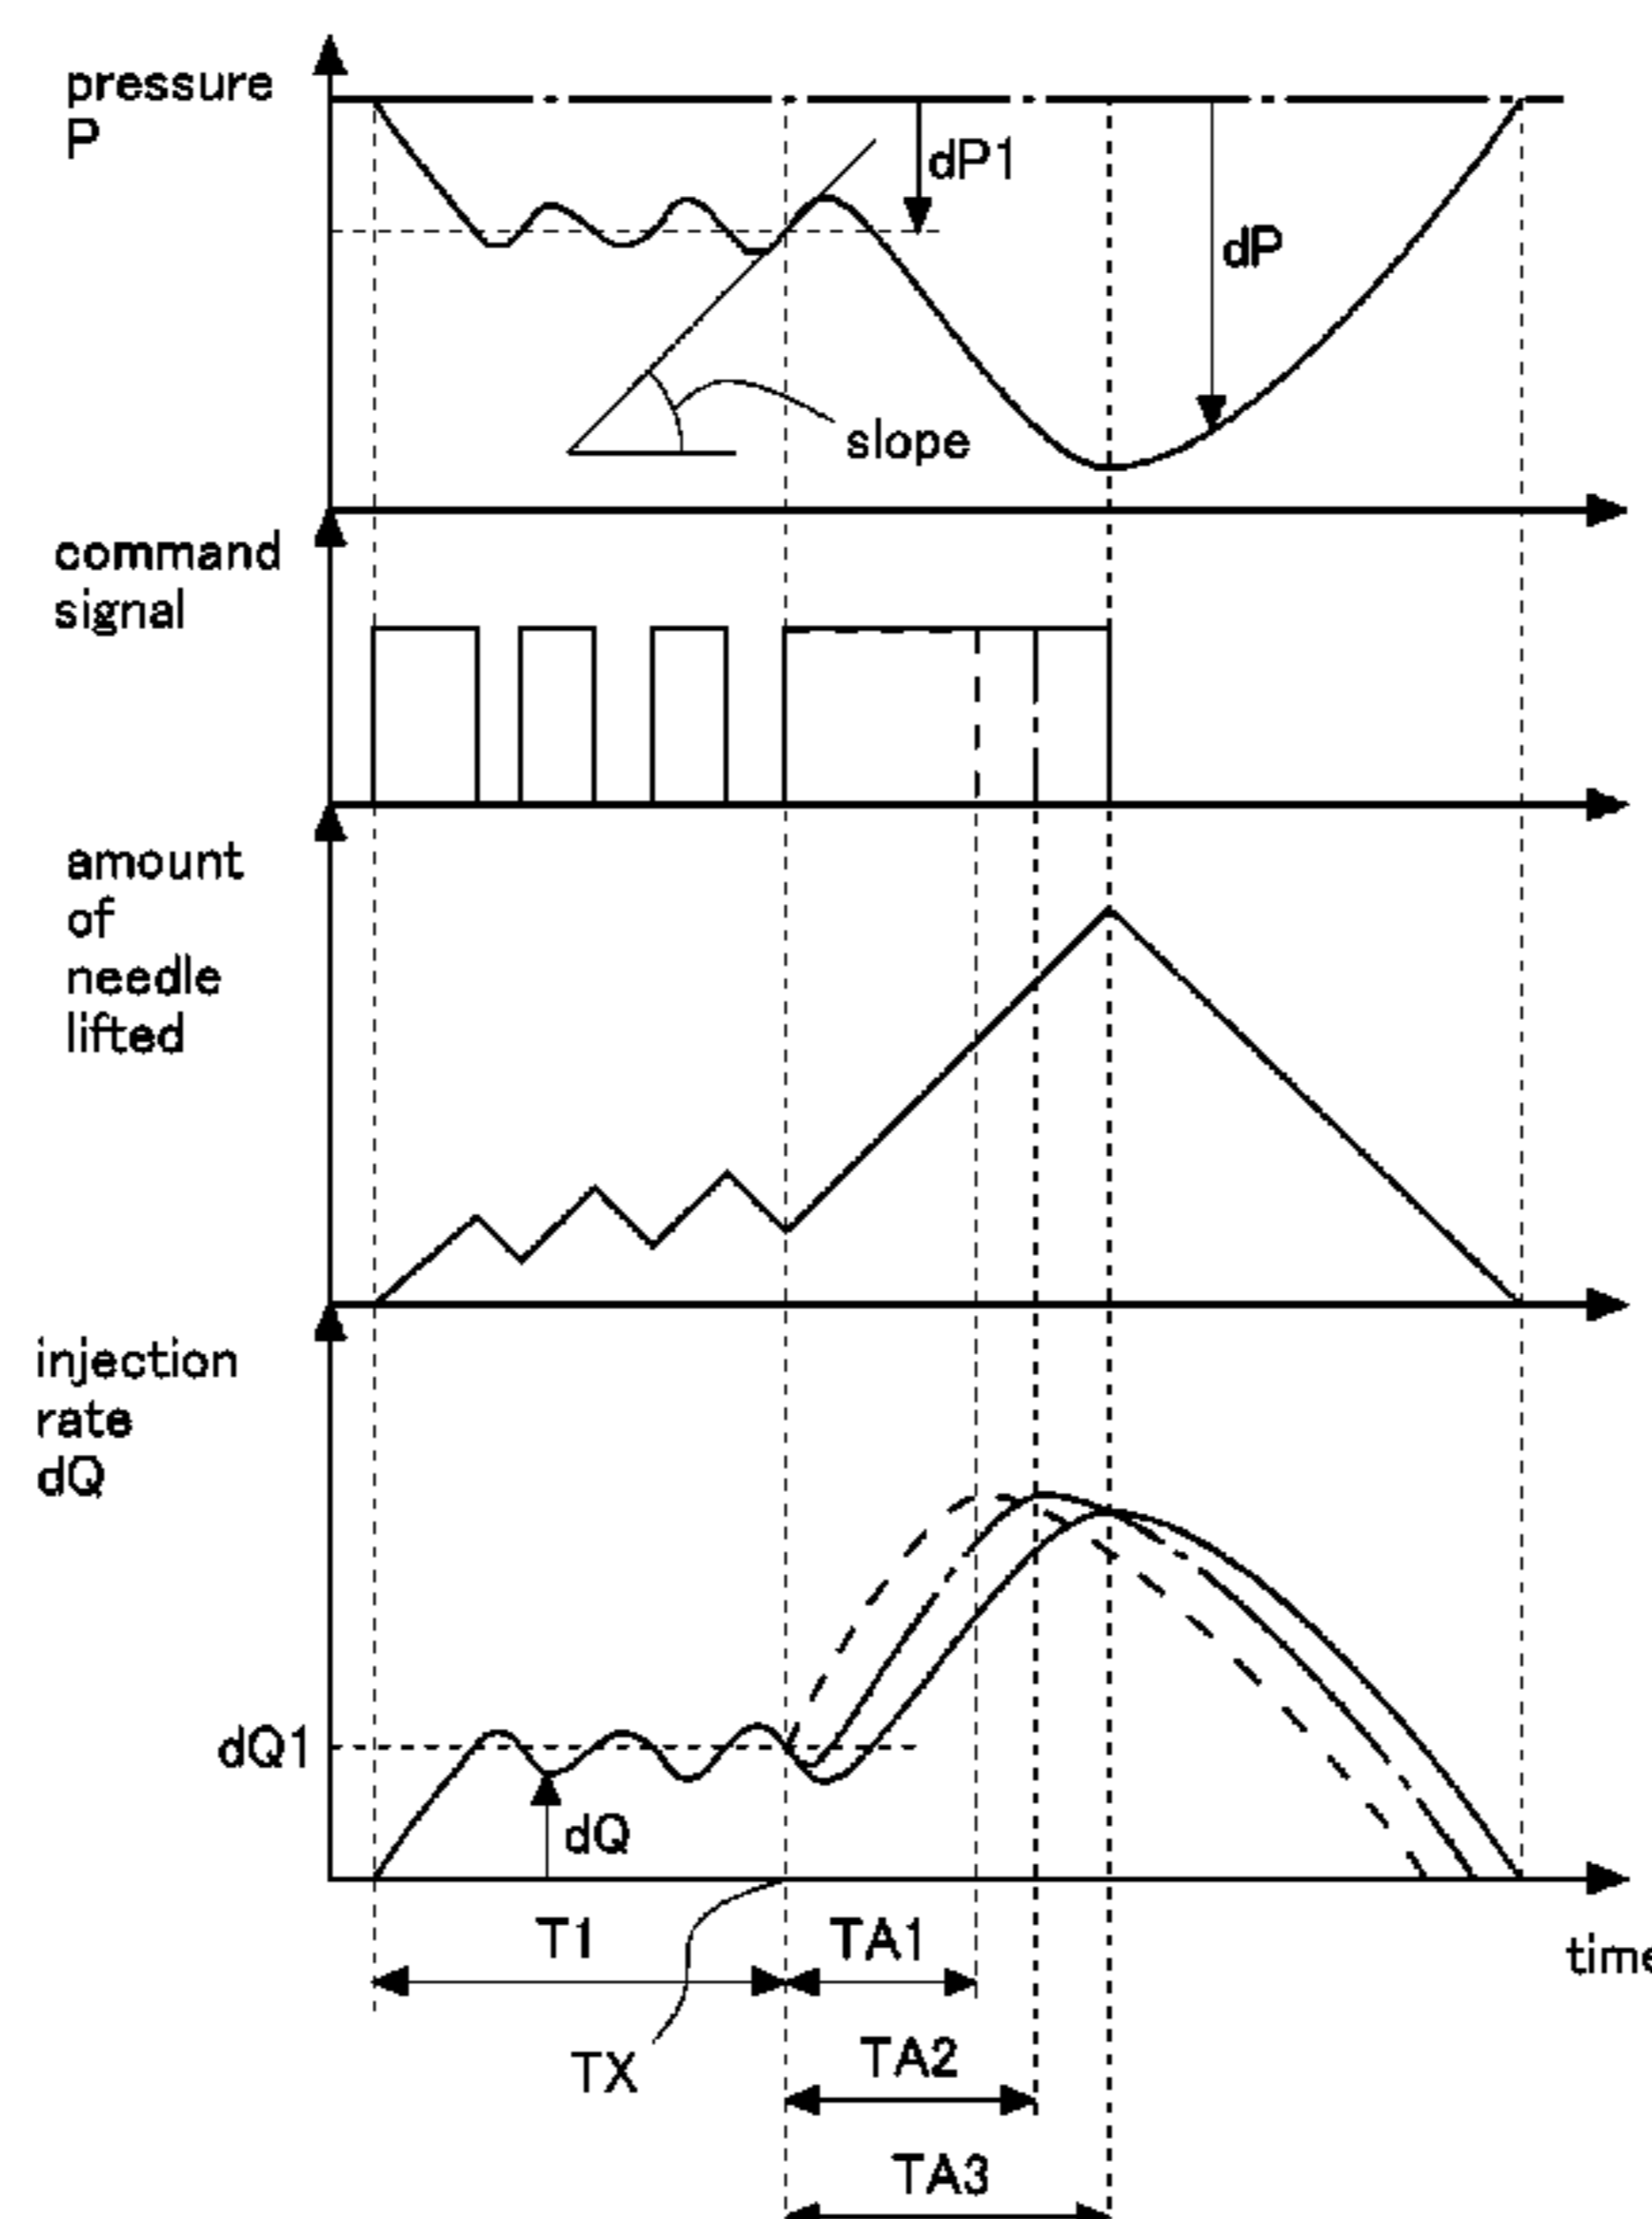 pressure
P
dP1
dP
slope
command
signal
amount
of
needle
lifted
injection
rate
dQ
dQ1
dQ
T1
TA1
time
TX
TA2
TA3